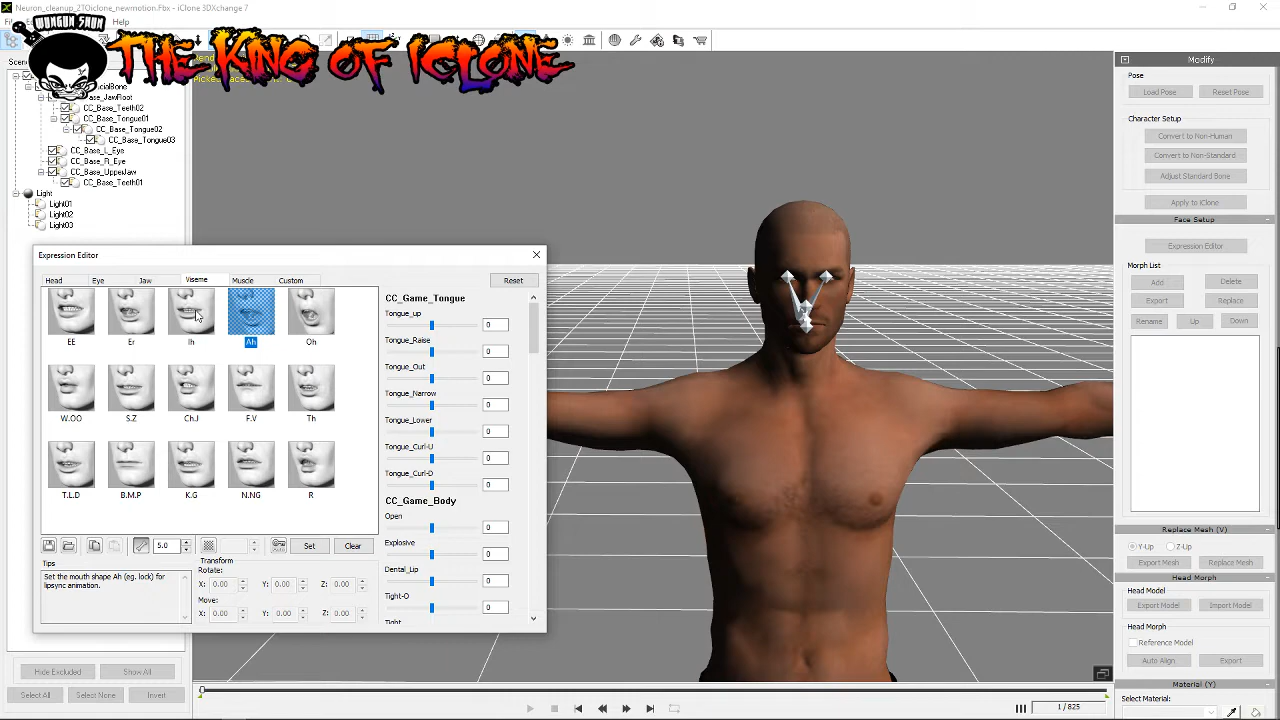 Neuron_cleanup_2TOiclone_newmotion.Fbx - iClone 3DXchange 7
Help
WONGUN SHUN
THE KING OF ICLONE
Scene
CC_Base_Teeth02
CC_Base_Tongue01
CC_Base_Tongue02
CC_Base_Tongue03
CC_Base_L_Eye
CC_Base_R_Eye
CC_Base_UpperJaw
CC_Base_Teeth01
Light
Light01
Light02
Light03
Expression Editor
Head Eye Jaw Viseme Muscle Custom Reset
EE Er Ih Ah Oh
W.OO S.Z Ch.J F.V Th
T.L.D B.M.P K.G N.NG R
5.0 Set Clear
Tips
Set the mouth shape Ah (eg. lock) for
lipsync animation.
Transform
Rotate:
X: 0.00 Y: 0.00 Z: 0.00
Move:
X: 0.00 Y: 0.00 Z: 0.00
CC_Game_Tongue
Tongue_up
0
Tongue_Raise
0
Tongue_Out
0
Tongue_Narrow
0
Tongue_Lower
0
Tongue_Curl-U
0
Tongue_Curl-D
0
CC_Game_Body
Open
0
Explosive
0
Dental_Lip
0
Tight-O
0
Tight
Hide Excluded Show All
Select All Select None Invert
1 / 825
Modify
Pose
Load Pose Reset Pose
Character Setup
Convert to Non-Human
Convert to Non-Standard
Adjust Standard Bone
Apply to iClone
Face Setup
Expression Editor
Morph List
Add Delete
Export Replace
Rename Up Down
Replace Mesh (V)
Y-Up Z-Up
Export Mesh Replace Mesh
Head Morph
Head Model
Export Model Import Model
Head Morph
Reference Model
Auto Align Export
Material (Y)
Select Material: